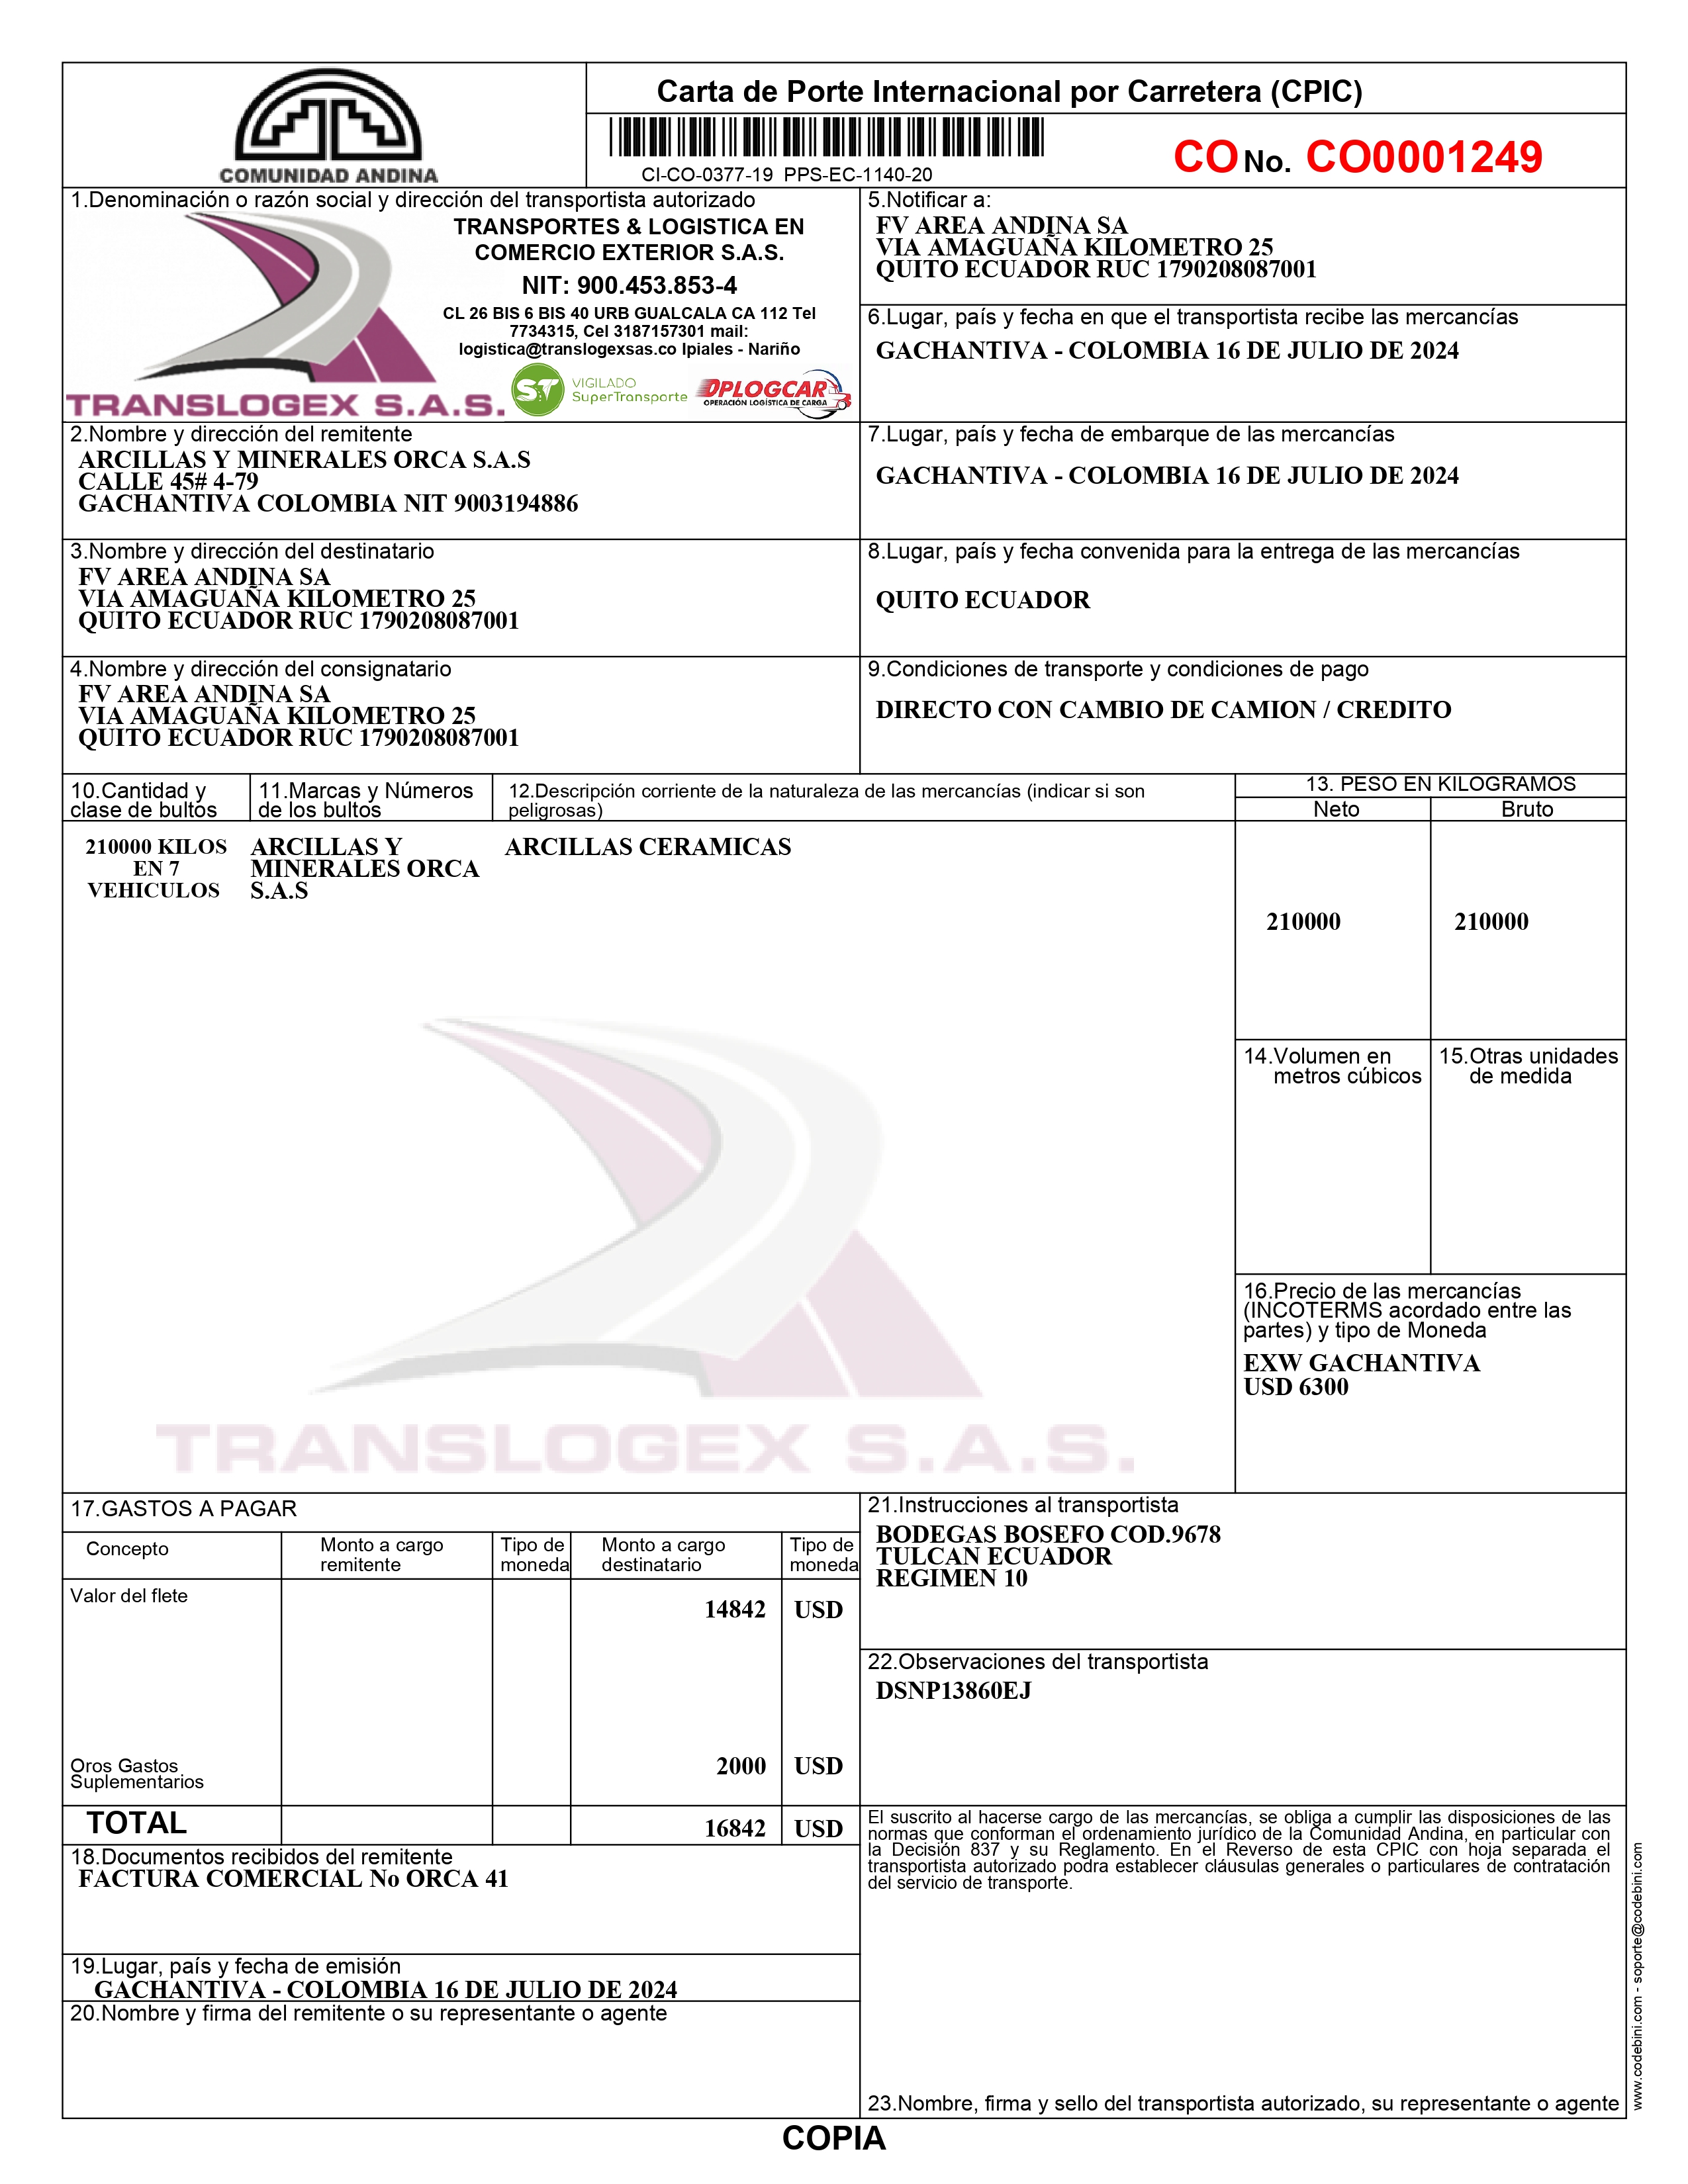 COMUNIDAD ANDINA
Carta de Porte Internacional por Carretera (CPIC)
CI-CO-0377-19 PPS-EC-1140-20
CO No. CO0001249
1.Denominación o razón social y dirección del transportista autorizado
TRANSPORTES & LOGISTICA EN
COMERCIO EXTERIOR S.A.S.
NIT: 900.453.853-4
CL 26 BIS 6 BIS 40 URB GUALCALA CA 112 Tel
7734315, Cel 3187157301 mail:
logistica@translogexsas.co Ipiales - Nariño
TRANSLOGEX S.A.S.
ST
VIGILADO
SuperTransporte
OPLOGCAR
OPERACIÓN LOGÍSTICA DE CARGA
5.Notificar a:
FV AREA ANDINA SA
VIA AMAGUAÑA KILOMETRO 25
QUITO ECUADOR RUC 1790208087001
6.Lugar, país y fecha en que el transportista recibe las mercancías
GACHANTIVA - COLOMBIA 16 DE JULIO DE 2024
2.Nombre y dirección del remitente
ARCILLAS Y MINERALES ORCA S.A.S
CALLE 45# 4-79
GACHANTIVA COLOMBIA NIT 9003194886
7.Lugar, país y fecha de embarque de las mercancías
GACHANTIVA - COLOMBIA 16 DE JULIO DE 2024
3.Nombre y dirección del destinatario
FV AREA ANDINA SA
VIA AMAGUAÑA KILOMETRO 25
QUITO ECUADOR RUC 1790208087001
8.Lugar, país y fecha convenida para la entrega de las mercancías
QUITO ECUADOR
4.Nombre y dirección del consignatario
FV AREA ANDINA SA
VIA AMAGUAÑA KILOMETRO 25
QUITO ECUADOR RUC 1790208087001
9.Condiciones de transporte y condiciones de pago
DIRECTO CON CAMBIO DE CAMION / CREDITO
10.Cantidad y
clase de bultos
11.Marcas y Números
de los bultos
12.Descripción corriente de la naturaleza de las mercancías (indicar si son
peligrosas)
13. PESO EN KILOGRAMOS
Neto
Bruto
210000 KILOS
EN 7
VEHICULOS
ARCILLAS Y
MINERALES ORCA
S.A.S
ARCILLAS CERAMICAS
210000
210000
14.Volumen en
metros cúbicos
15.Otras unidades
de medida
16.Precio de las mercancías
(INCOTERMS acordado entre las
partes) y tipo de Moneda
EXW GACHANTIVA
USD 6300
TRANSLOGEX S.A.S.
17.GASTOS A PAGAR
Concepto
Monto a cargo
remitente
Tipo de
moneda
Monto a cargo
destinatario
Tipo de
moneda
Valor del flete
14842
USD
Oros Gastos
Suplementarios
2000
USD
TOTAL
16842
USD
21.Instrucciones al transportista
BODEGAS BOSEFO COD.9678
TULCAN ECUADOR
REGIMEN 10
22.Observaciones del transportista
DSNP13860EJ
18.Documentos recibidos del remitente
FACTURA COMERCIAL No ORCA 41
19.Lugar, país y fecha de emisión
GACHANTIVA - COLOMBIA 16 DE JULIO DE 2024
20.Nombre y firma del remitente o su representante o agente
El suscrito al hacerse cargo de las mercancías, se obliga a cumplir las disposiciones de las
normas que conforman el ordenamiento jurídico de la Comunidad Andina, en particular con
la Decisión 837 y su Reglamento. En el Reverso de esta CPIC con hoja separada el
transportista autorizado podra establecer cláusulas generales o particulares de contratación
del servicio de transporte.
23.Nombre, firma y sello del transportista autorizado, su representante o agente
www.codebini.com - soporte@codebini.com
COPIA